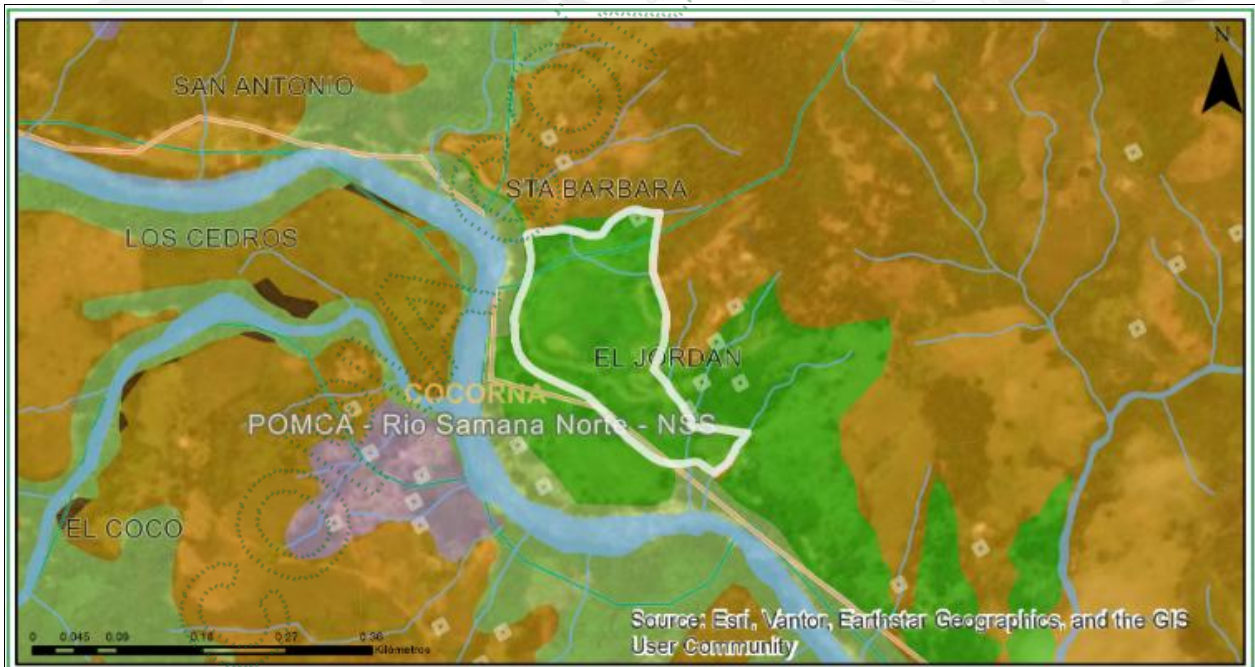 N
SAN ANTONIO
STA BARBARA
LOS CEDROS
EL JORDAN
COCORNA
POMCA - Rio Samana Norte - NSS
EL COCO
Source: Esri, Vantor, Earthstar Geographics, and the GIS
User Community
0 0.045 0.09 0.18 0.27 0.36
Kilómetros